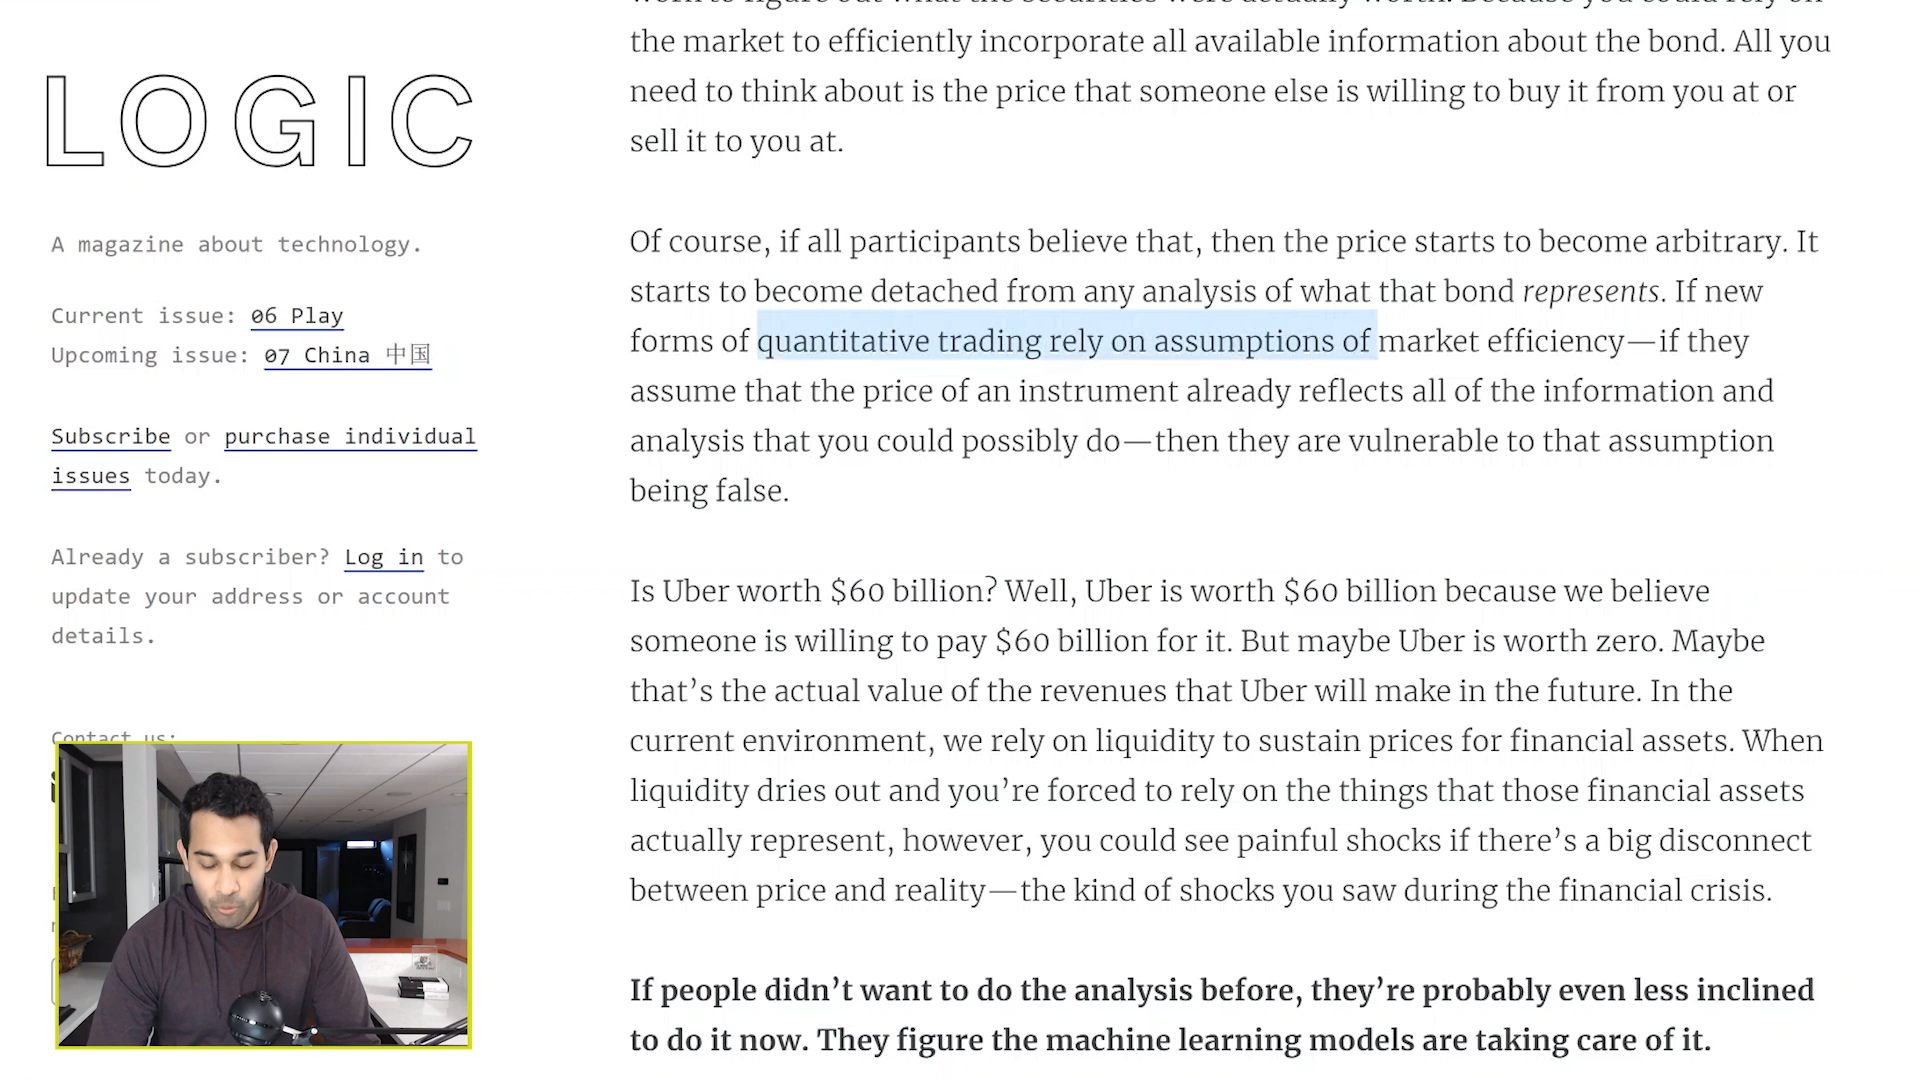 LOGIC
A magazine about technology.
Current issue: 06 Play
Upcoming issue: 07 China 中国
Subscribe or purchase individual
issues today.
Already a subscriber? Log in to
update your address or account
details.
Contact us:
the market to efficiently incorporate all available information about the bond. All you
need to think about is the price that someone else is willing to buy it from you at or
sell it to you at.
Of course, if all participants believe that, then the price starts to become arbitrary. It
starts to become detached from any analysis of what that bond represents. If new
forms of quantitative trading rely on assumptions of market efficiency—if they
assume that the price of an instrument already reflects all of the information and
analysis that you could possibly do—then they are vulnerable to that assumption
being false.
Is Uber worth $60 billion? Well, Uber is worth $60 billion because we believe
someone is willing to pay $60 billion for it. But maybe Uber is worth zero. Maybe
that’s the actual value of the revenues that Uber will make in the future. In the
current environment, we rely on liquidity to sustain prices for financial assets. When
liquidity dries out and you’re forced to rely on the things that those financial assets
actually represent, however, you could see painful shocks if there’s a big disconnect
between price and reality—the kind of shocks you saw during the financial crisis.
If people didn’t want to do the analysis before, they’re probably even less inclined
to do it now. They figure the machine learning models are taking care of it.